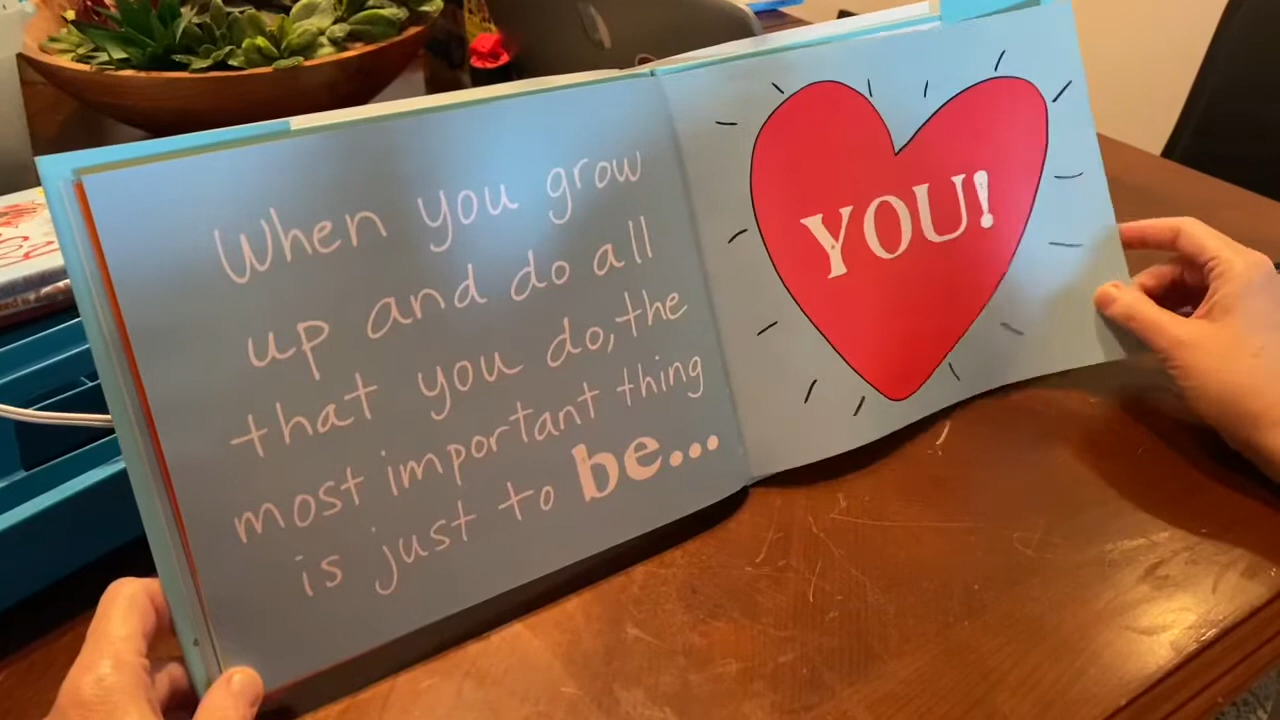 When you grow
up and do all
that you do, the
most important thing
is just to be...
YOU!